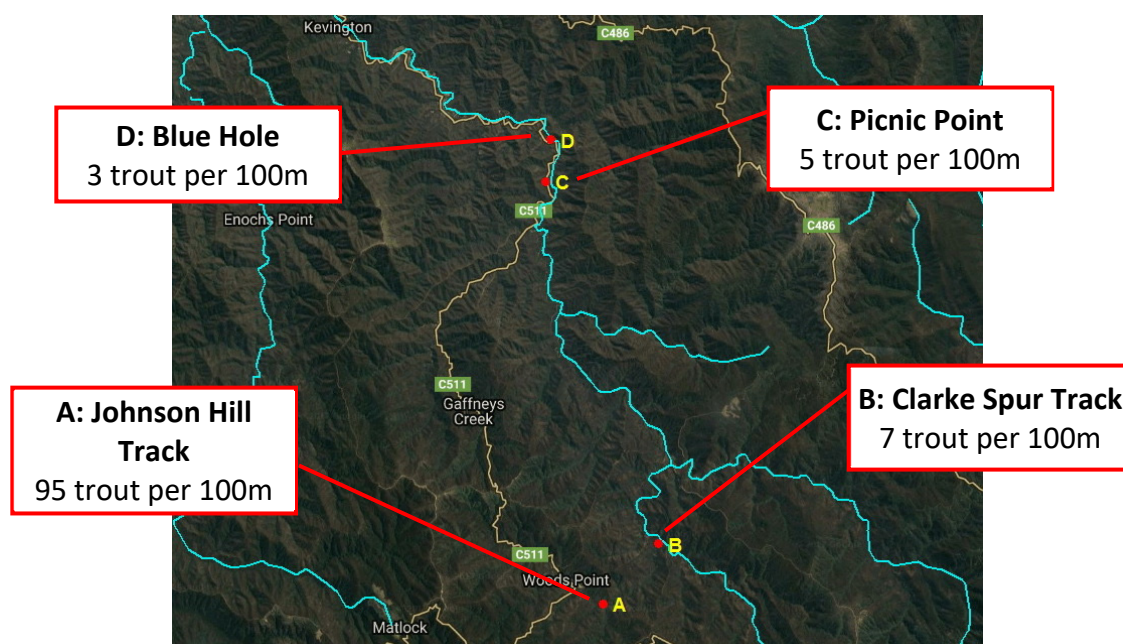 Kevington
C486
D: Blue Hole
3 trout per 100m
C: Picnic Point
5 trout per 100m
D
C
C511
Enochs Point
C486
C511
Gaffneys
Creek
A: Johnson Hill
Track
95 trout per 100m
B: Clarke Spur Track
7 trout per 100m
B
C511
Woods Point
A
Matlock